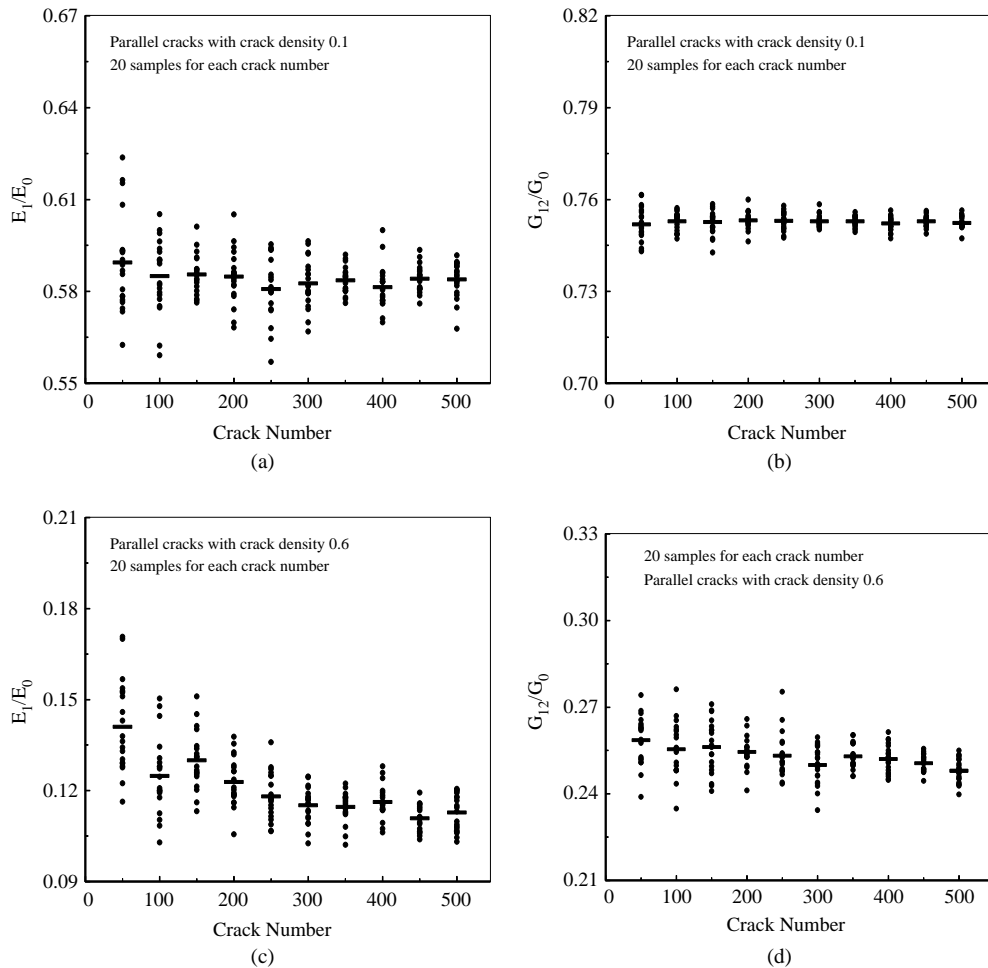 0.67
0.64
0.61
0.58
0.55
E1/E0
Parallel cracks with crack density 0.1
20 samples for each crack number
0 100 200 300 400 500
Crack Number
(a)
0.82
0.79
0.76
0.73
0.70
G12/G0
Parallel cracks with crack density 0.1
20 samples for each crack number
0 100 200 300 400 500
Crack Number
(b)
0.21
0.18
0.15
0.12
0.09
E1/E0
Parallel cracks with crack density 0.6
20 samples for each crack number
0 100 200 300 400 500
Crack Number
(c)
0.33
0.30
0.27
0.24
0.21
G12/G0
20 samples for each crack number
Parallel cracks with crack density 0.6
0 100 200 300 400 500
Crack Number
(d)